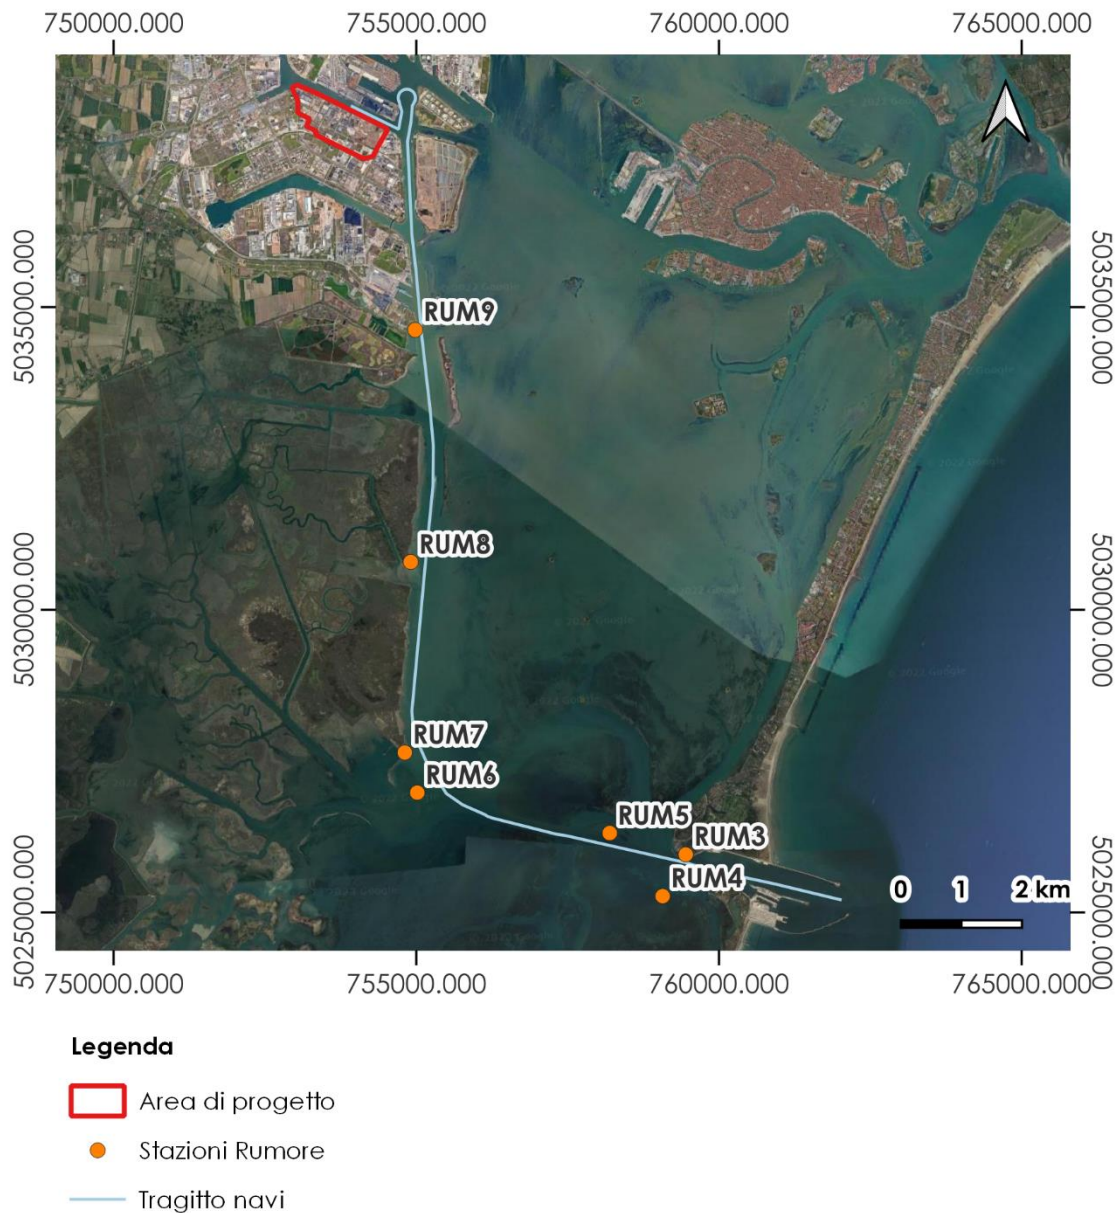 750000.000 755000.000 760000.000 765000.000
5035000.000 5035000.000
RUM9
RUM8
5030000.000 5030000.000
RUM7
RUM6
RUM5
RUM3
RUM4
0 1 2 km
5025000.000 5025000.000
750000.000 755000.000 760000.000 765000.000
Legenda
Area di progetto
Stazioni Rumore
Tragitto navi